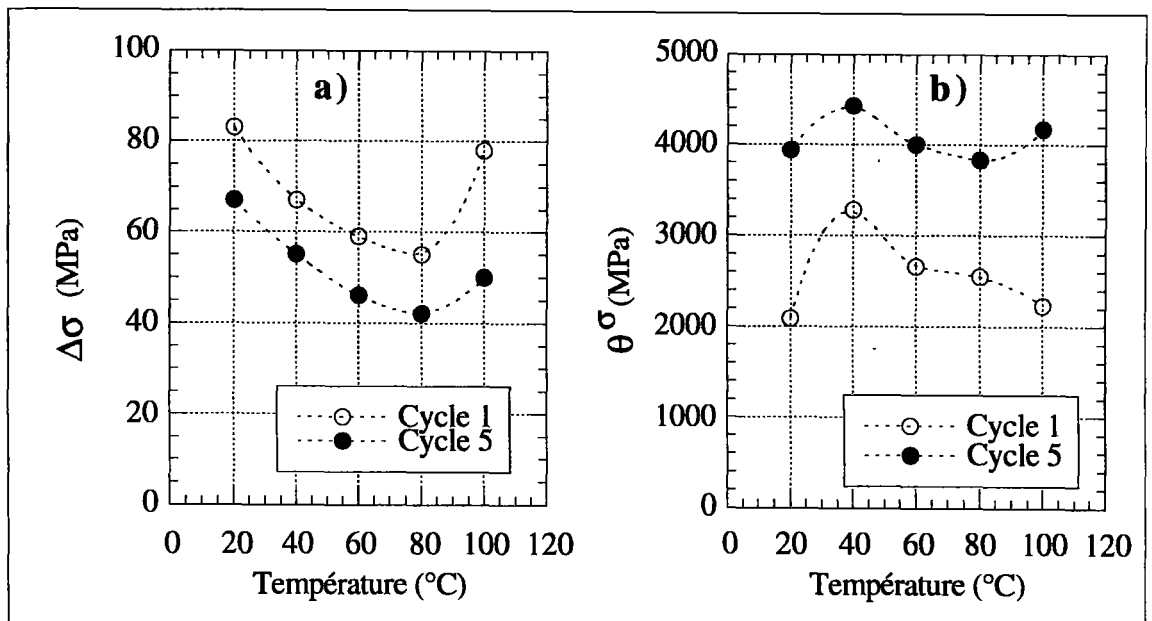 a)
100
80
60
40
20
0
Δσ (MPa)
0 20 40 60 80 100 120
Température (°C)
Cycle 1
Cycle 5
b)
5000
4000
3000
2000
1000
0
θσ (MPa)
0 20 40 60 80 100 120
Température (°C)
Cycle 1
Cycle 5